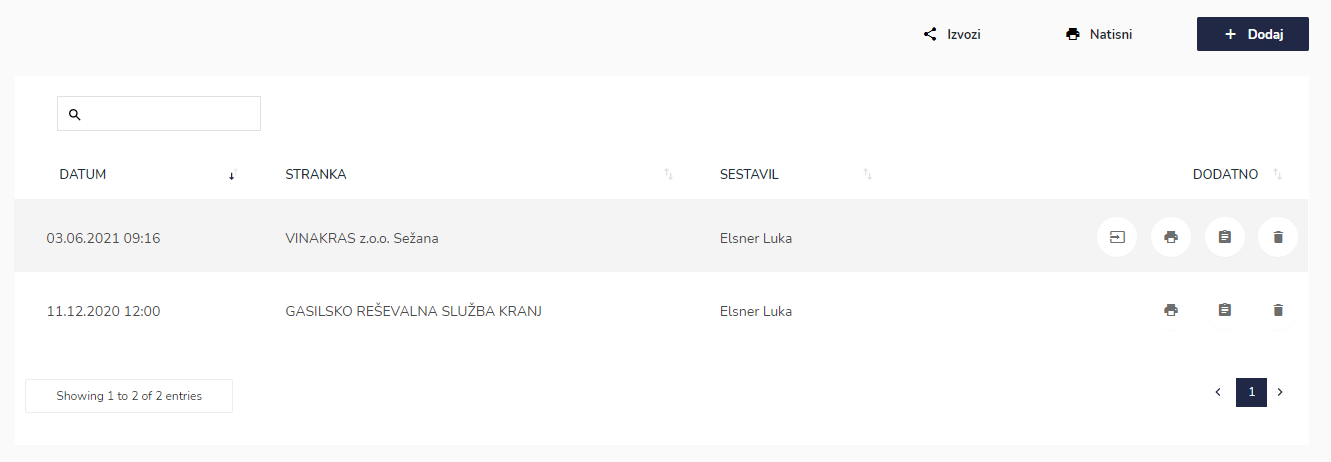 Izvozi Natisni + Dodaj
DATUM STRANKA SESTAVIL DODATNO
03.06.2021 09:16 VINAKRAS z.o.o. Sežana Elsner Luka
11.12.2020 12:00 GASILSKO REŠEVALNA SLUŽBA KRANJ Elsner Luka
Showing 1 to 2 of 2 entries ‹ 1 ›